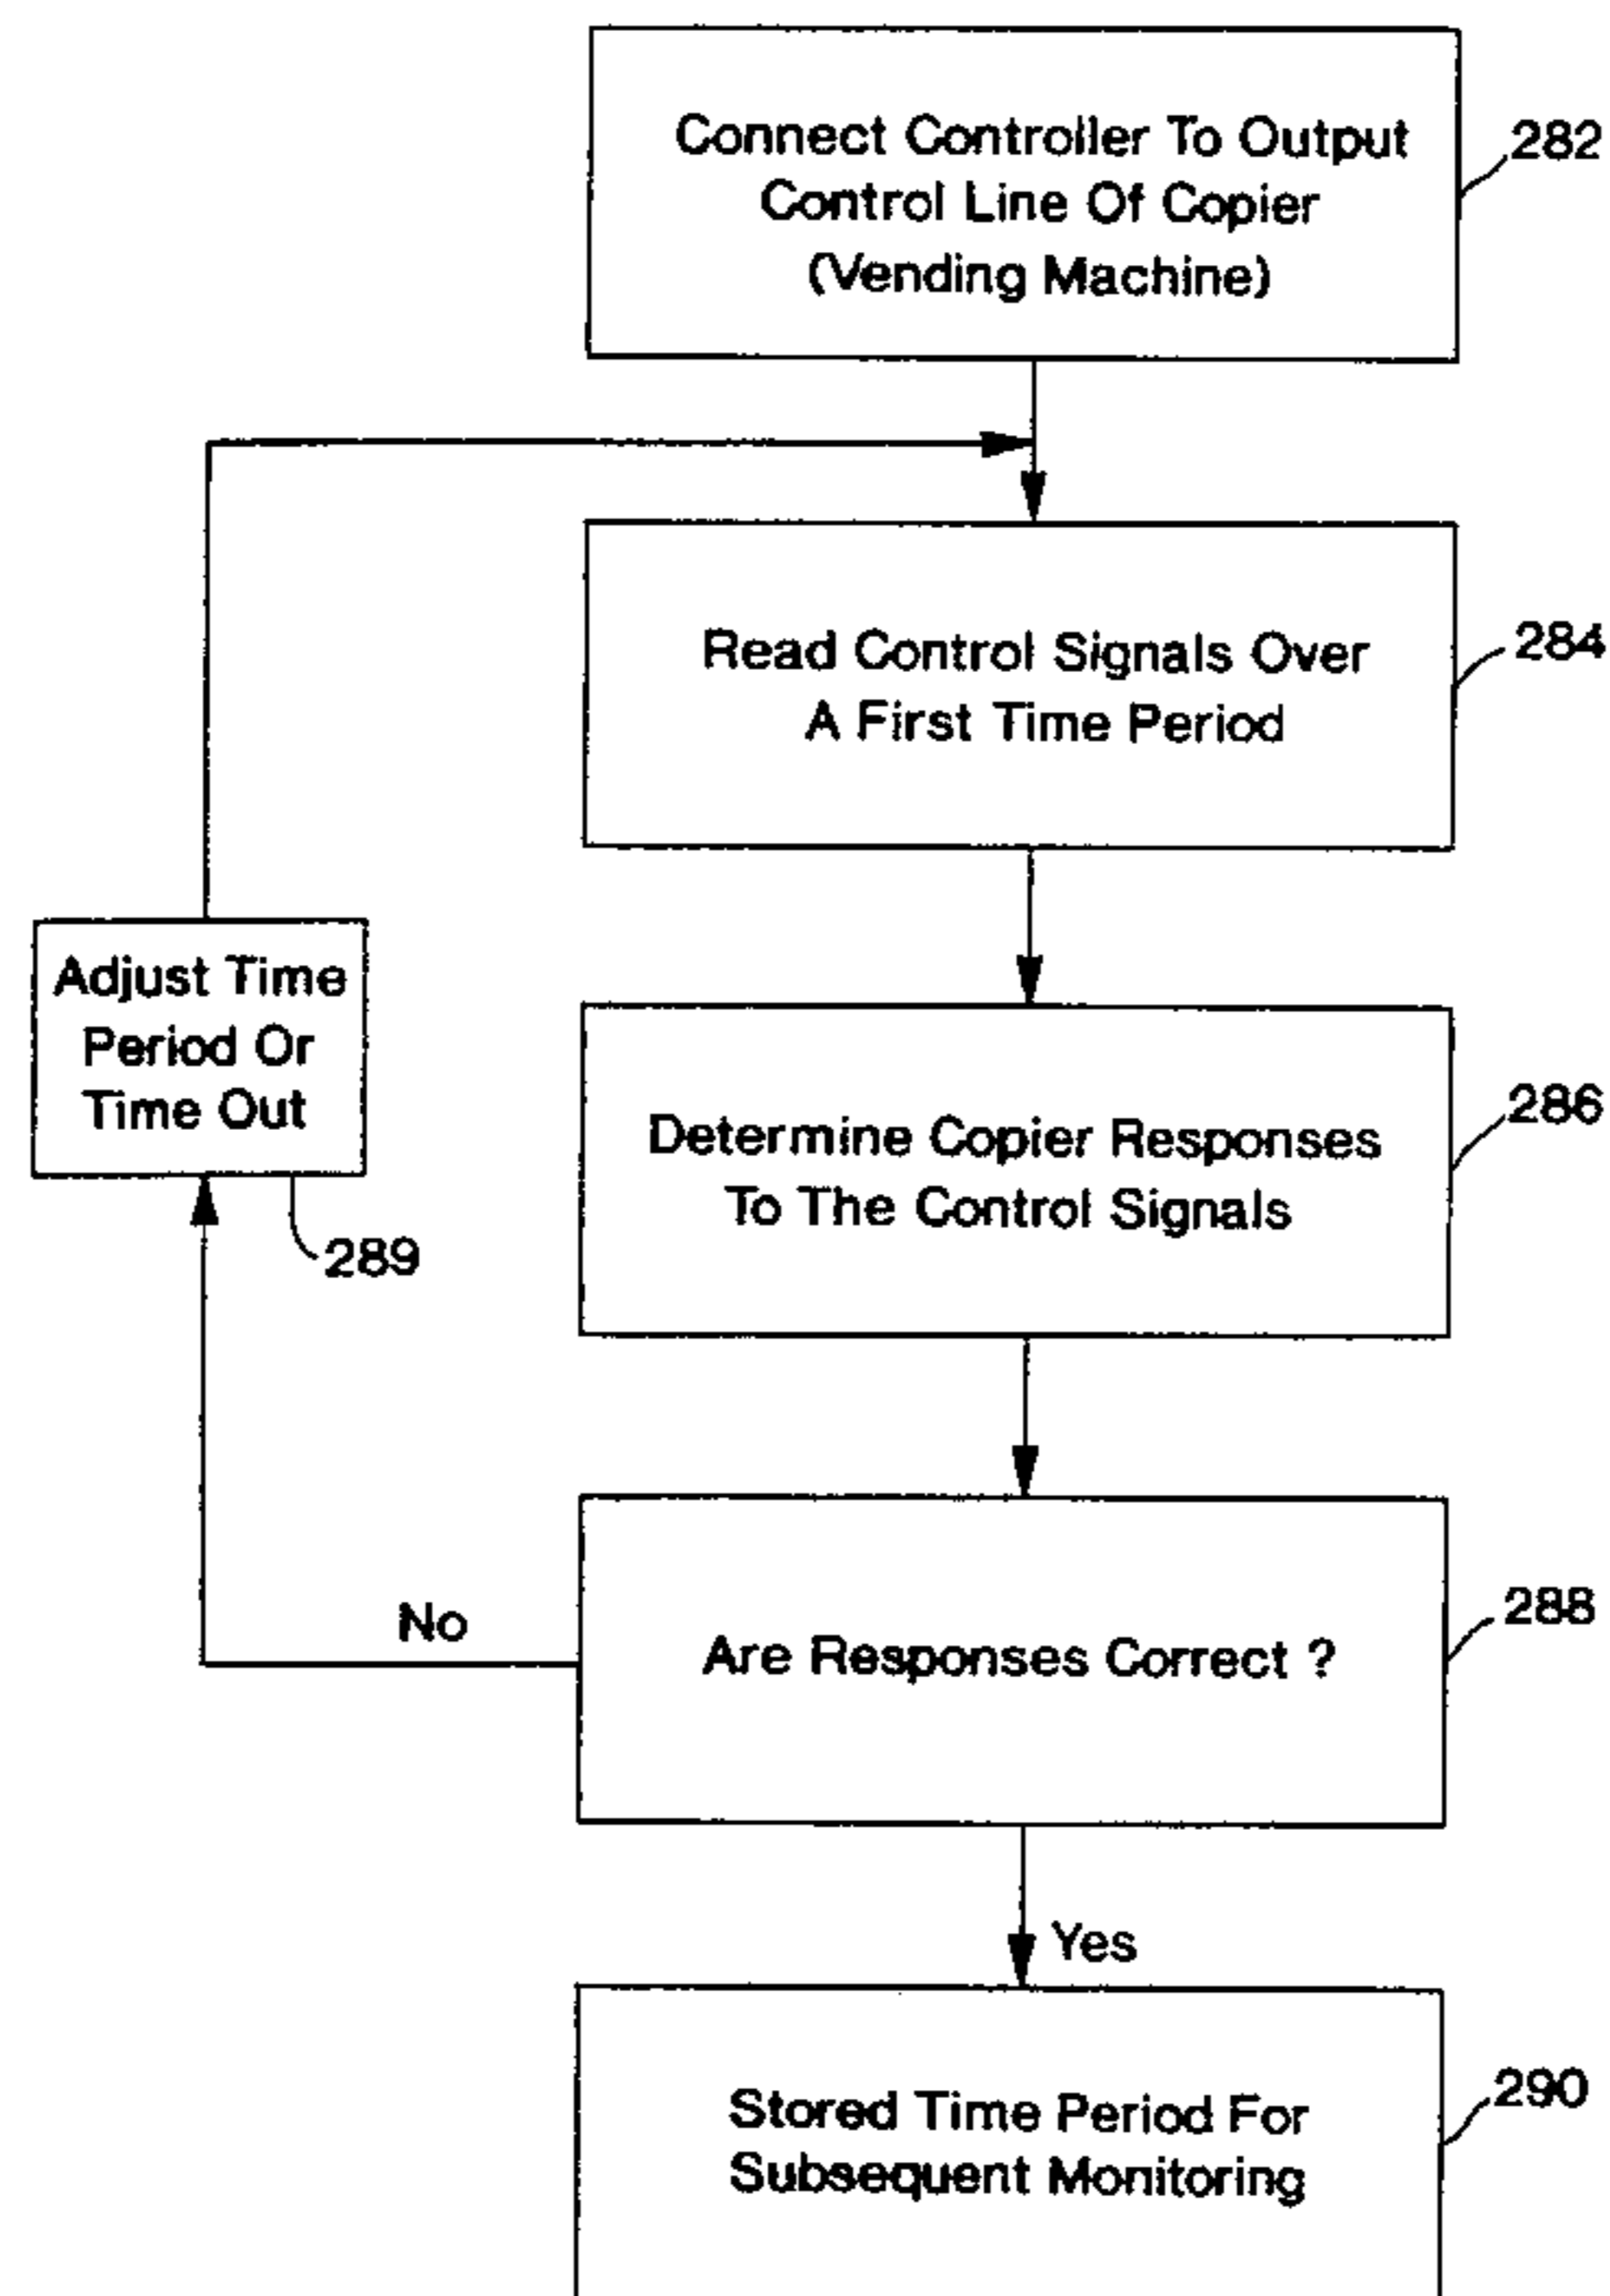 Connect Controller To Output
Control Line Of Copier
(Vending Machine)
282
Read Control Signals Over
A First Time Period
284
Adjust Time
Period Or
Time Out
289
Determine Copier Responses
To The Control Signals
286
Are Responses Correct ?
288
No
Yes
Stored Time Period For
Subsequent Monitoring
290